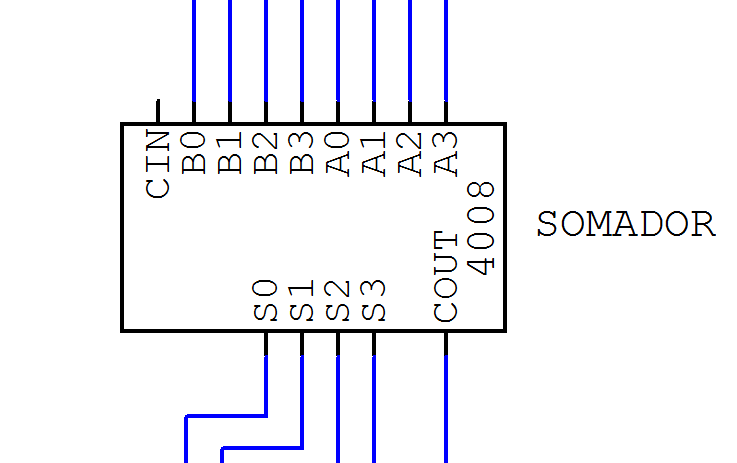 CIN
B0
B1
B2
B3
A0
A1
A2
A3
4008
SOMADOR
S0
S1
S2
S3
COUT